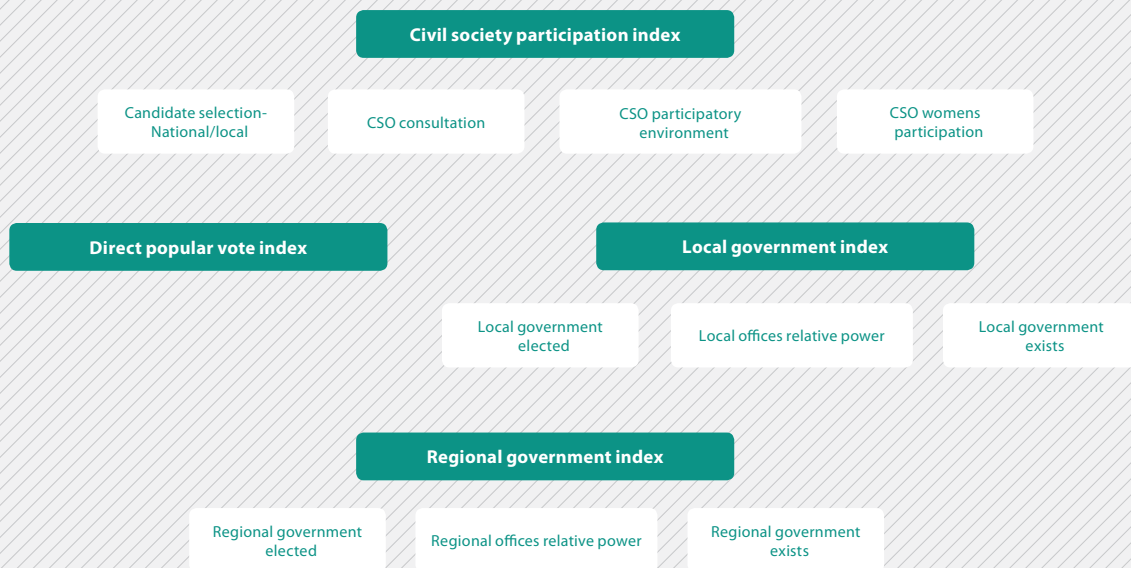 Civil society participation index
Candidate selection-
National/local
CSO consultation
CSO participatory
environment
CSO womens
participation
Direct popular vote index
Local government index
Local government
elected
Local offices relative power
Local government
exists
Regional government index
Regional government
elected
Regional offices relative power
Regional government
exists